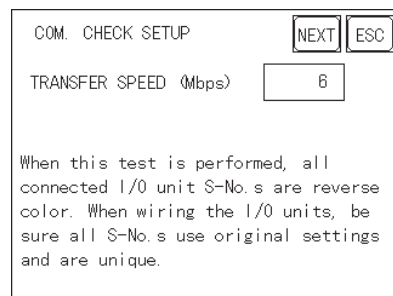 COM. CHECK SETUP
NEXT ESC
TRANSFER SPEED (Mbps) 6
When this test is performed, all
connected I/O unit S-No.s are reverse
color. When wiring the I/O units, be
sure all S-No.s use original settings
and are unique.